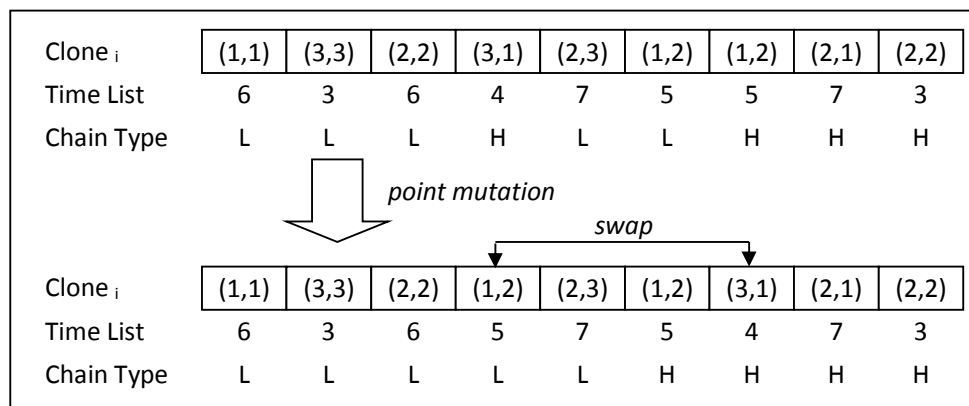 Clone i (1,1) (3,3) (2,2) (3,1) (2,3) (1,2) (1,2) (2,1) (2,2)
Time List 6 3 6 4 7 5 5 7 3
Chain Type L L L H L L H H H
point mutation
swap
Clone i (1,1) (3,3) (2,2) (1,2) (2,3) (1,2) (3,1) (2,1) (2,2)
Time List 6 3 6 5 7 5 4 7 3
Chain Type L L L L L H H H H